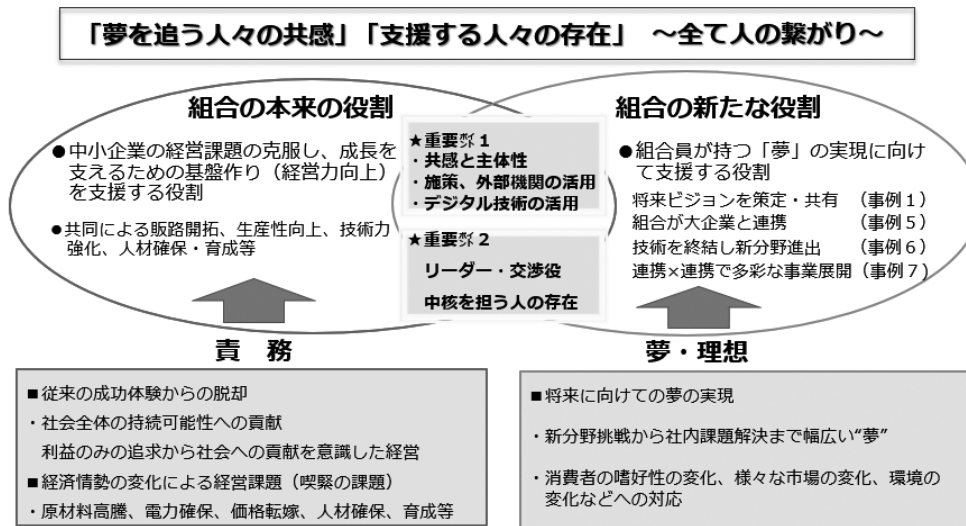 「夢を追う人々の共感」「支援する人々の存在」　～全て人の繋がり～
組合の本来の役割
●中小企業の経営課題の克服し、成長を
支えるための基盤作り（経営力向上）
を支援する役割
●共同による販路開拓、生産性向上、技術力
強化、人材確保・育成等
★重要ポイント１
・共感と主体性
・施策、外部機関の活用
・デジタル技術の活用
★重要ポイント２
リーダー・交渉役
中核を担う人の存在
組合の新たな役割
●組合員が持つ「夢」の実現に向け
て支援する役割
将来ビジョンを策定・共有　（事例１）
組合が大企業と連携　（事例５）
技術を終結し新分野進出　（事例６）
連携×連携で多彩な事業展開（事例７）
責　務
■従来の成功体験からの脱却
・社会全体の持続可能性への貢献
利益のみの追求から社会への貢献を意識した経営
■経済情勢の変化による経営課題（喫緊の課題）
・原材料高騰、電力確保、価格転嫁、人材確保、育成等
夢・理想
■将来に向けての夢の実現
・新分野挑戦から社内課題解決まで幅広い“夢”
・消費者の嗜好性の変化、様々な市場の変化、環境の
変化などへの対応